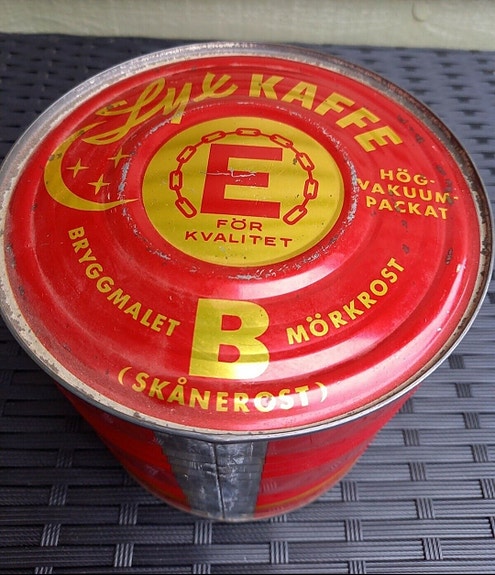 Lyx KAFFE
HÖG-
VAKUUM-
PACKAT
E
FÖR
KVALITET
BRYGGMALET B MÖRKROST
(SKÅNEROST)